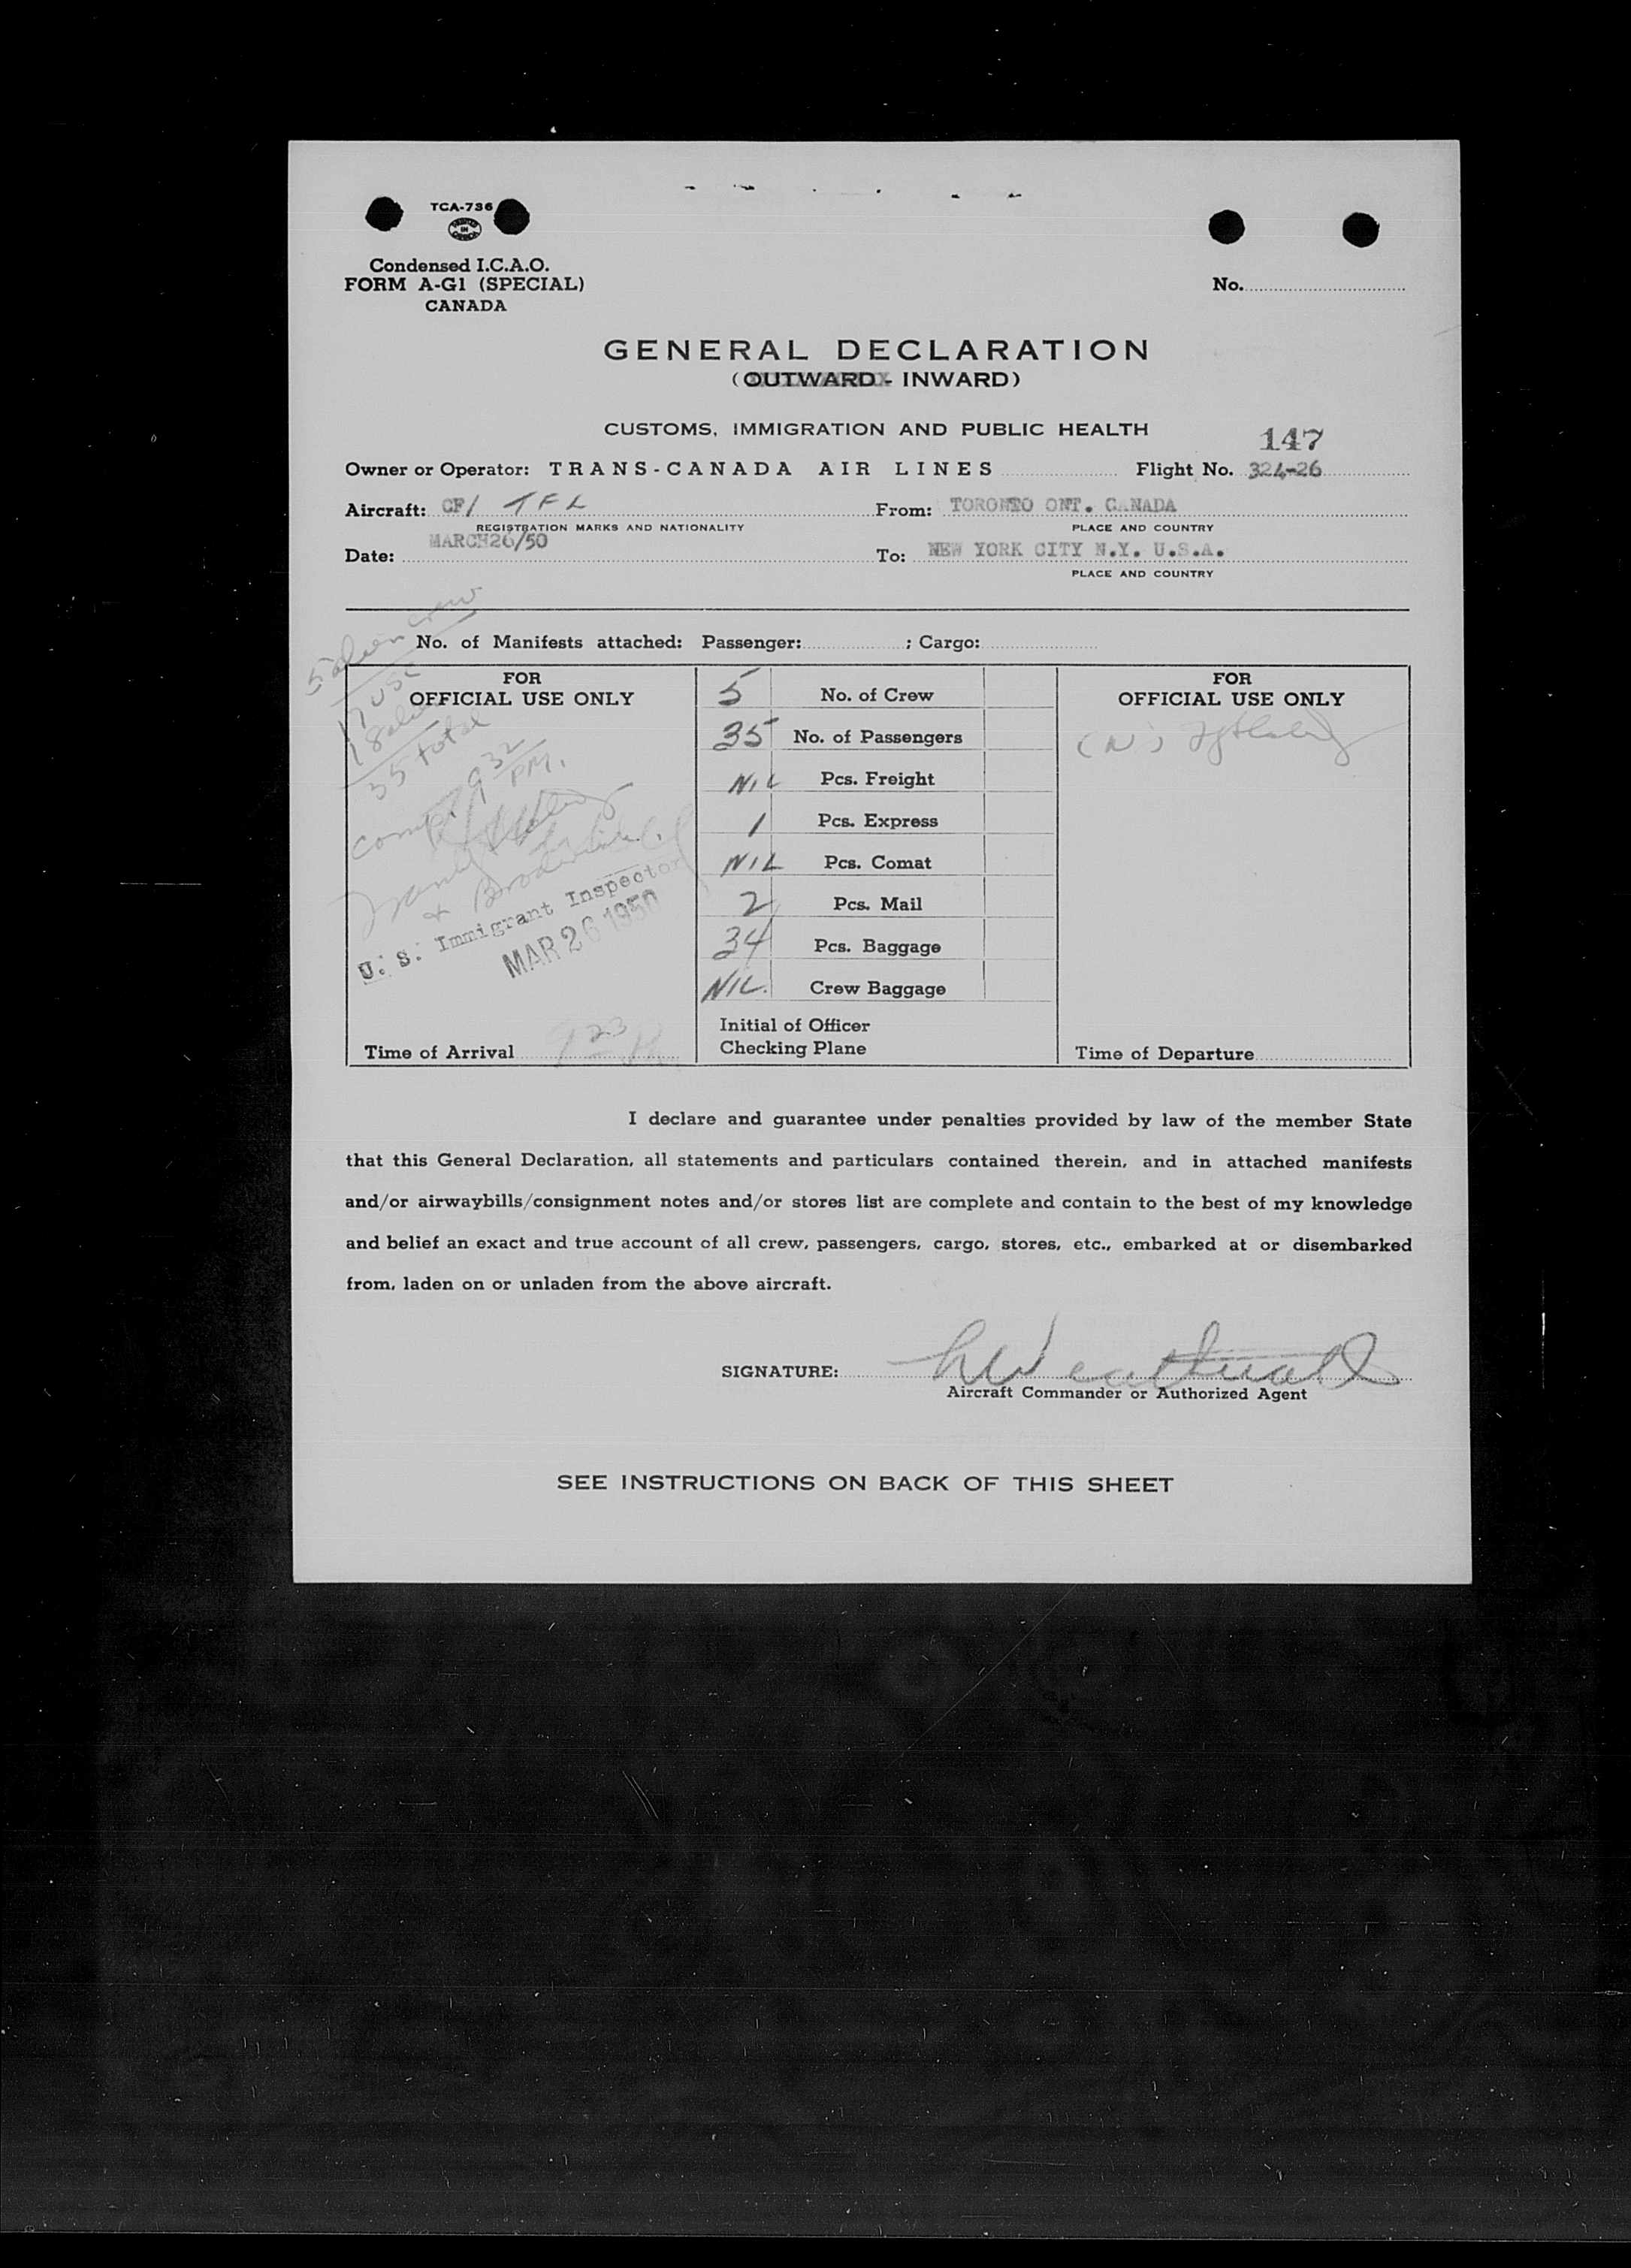 TCA-736
PRINTED IN CANADA
Condensed I.C.A.O.
FORM A-G1 (SPECIAL)
CANADA
No.
GENERAL DECLARATION
(OUTWARD - INWARD)
CUSTOMS, IMMIGRATION AND PUBLIC HEALTH
147
Owner or Operator: TRANS-CANADA AIR LINES Flight No. 324-26
Aircraft: CF/ TFL From: TORONTO ONT. CANADA
REGISTRATION MARKS AND NATIONALITY PLACE AND COUNTRY
Date: MARCH26/50 To: NEW YORK CITY N.Y. U.S.A.
PLACE AND COUNTRY
5 alien crew
No. of Manifests attached: Passenger: ; Cargo:
FOR
OFFICIAL USE ONLY
17 USC
18 alien
35 total
compl 9 32 PM.
U. S. Immigrant Inspector
MAR 26 1950
Time of Arrival 9 23
5 No. of Crew
35 No. of Passengers
NIL Pcs. Freight
1 Pcs. Express
NIL Pcs. Comat
2 Pcs. Mail
34 Pcs. Baggage
NIL. Crew Baggage
Initial of Officer
Checking Plane
FOR
OFFICIAL USE ONLY
(N)
Time of Departure
I declare and guarantee under penalties provided by law of the member State
that this General Declaration, all statements and particulars contained therein, and in attached manifests
and/or airwaybills/consignment notes and/or stores list are complete and contain to the best of my knowledge
and belief an exact and true account of all crew, passengers, cargo, stores, etc., embarked at or disembarked
from, laden on or unladen from the above aircraft.
SIGNATURE:
Aircraft Commander or Authorized Agent
SEE INSTRUCTIONS ON BACK OF THIS SHEET